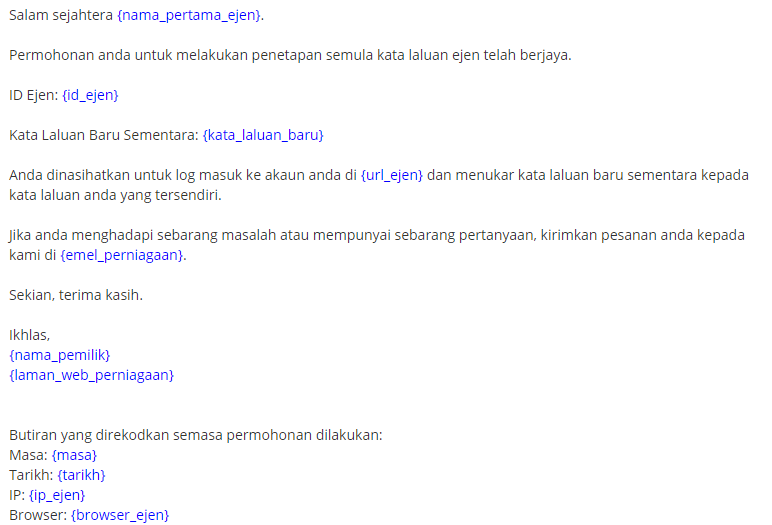 Salam sejahtera {nama_pertama_ejen}.
Permohonan anda untuk melakukan penetapan semula kata laluan ejen telah berjaya.
ID Ejen: {id_ejen}
Kata Laluan Baru Sementara: {kata_laluan_baru}
Anda dinasihatkan untuk log masuk ke akaun anda di {url_ejen} dan menukar kata laluan baru sementara kepada
kata laluan anda yang tersendiri.
Jika anda menghadapi sebarang masalah atau mempunyai sebarang pertanyaan, kirimkan pesanan anda kepada
kami di {emel_perniagaan}.
Sekian, terima kasih.
Ikhlas,
{nama_pemilik}
{laman_web_perniagaan}
Butiran yang direkodkan semasa permohonan dilakukan:
Masa: {masa}
Tarikh: {tarikh}
IP: {ip_ejen}
Browser: {browser_ejen}